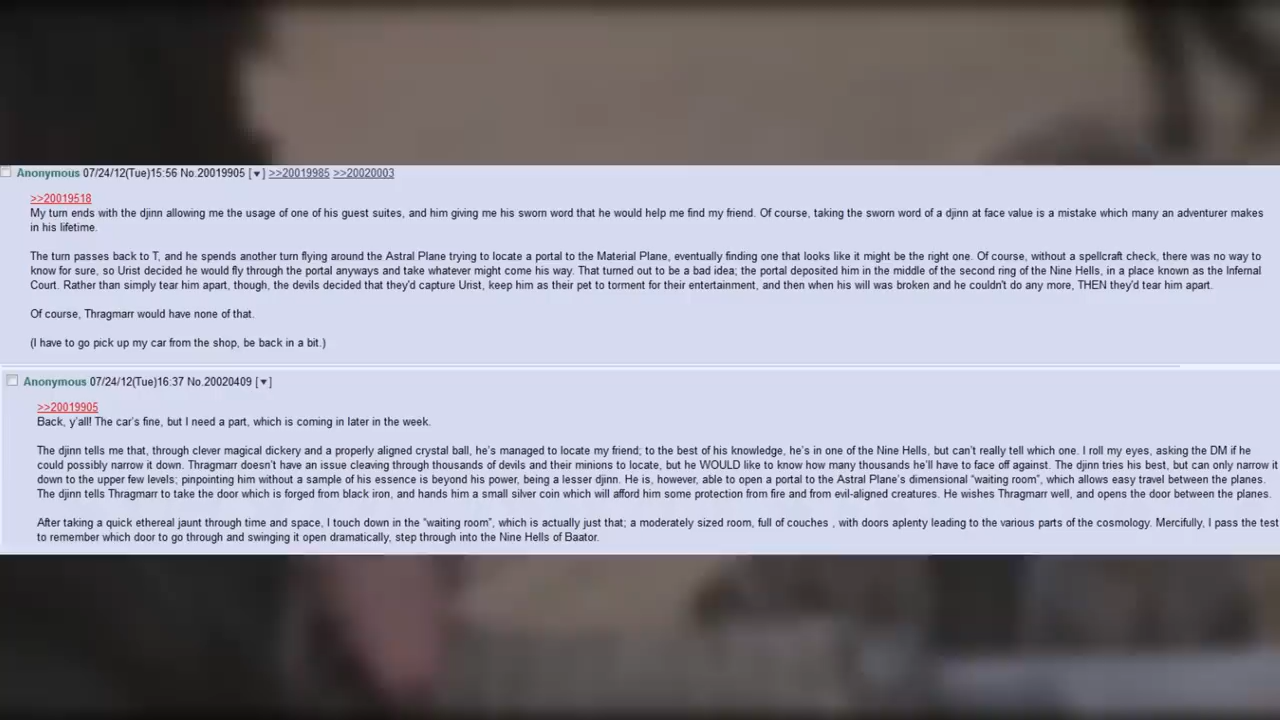 Anonymous 07/24/12(Tue)15:56 No.20019905 [▼] >>20019985 >>20020003
>>20019518
My turn ends with the djinn allowing me the usage of one of his guest suites, and him giving me his sworn word that he would help me find my friend. Of course, taking the sworn word of a djinn at face value is a mistake which many an adventurer makes
in his lifetime.
The turn passes back to T, and he spends another turn flying around the Astral Plane trying to locate a portal to the Material Plane, eventually finding one that looks like it might be the right one. Of course, without a spellcraft check, there was no way to
know for sure, so Urist decided he would fly through the portal anyways and take whatever might come his way. That turned out to be a bad idea; the portal deposited him in the middle of the second ring of the Nine Hells, in a place known as the Infernal
Court. Rather than simply tear him apart, though, the devils decided that they'd capture Urist, keep him as their pet to torment for their entertainment, and then when his will was broken and he couldn't do any more, THEN they'd tear him apart.
Of course, Thragmarr would have none of that.
(I have to go pick up my car from the shop, be back in a bit.)
Anonymous 07/24/12(Tue)16:37 No.20020409 [▼]
>>20019905
Back, y'all! The car's fine, but I need a part, which is coming in later in the week.
The djinn tells me that, through clever magical dickery and a properly aligned crystal ball, he's managed to locate my friend; to the best of his knowledge, he's in one of the Nine Hells, but can't really tell which one. I roll my eyes, asking the DM if he
could possibly narrow it down. Thragmarr doesn't have an issue cleaving through thousands of devils and their minions to locate, but he WOULD like to know how many thousands he'll have to face off against. The djinn tries his best, but can only narrow it
down to the upper few levels; pinpointing him without a sample of his essence is beyond his power, being a lesser djinn. He is, however, able to open a portal to the Astral Plane's dimensional "waiting room", which allows easy travel between the planes.
The djinn tells Thragmarr to take the door which is forged from black iron, and hands him a small silver coin which will afford him some protection from fire and from evil-aligned creatures. He wishes Thragmarr well, and opens the door between the planes.
After taking a quick ethereal jaunt through time and space, I touch down in the "waiting room", which is actually just that; a moderately sized room, full of couches , with doors aplenty leading to the various parts of the cosmology. Mercifully, I pass the test
to remember which door to go through and swinging it open dramatically, step through into the Nine Hells of Baator.